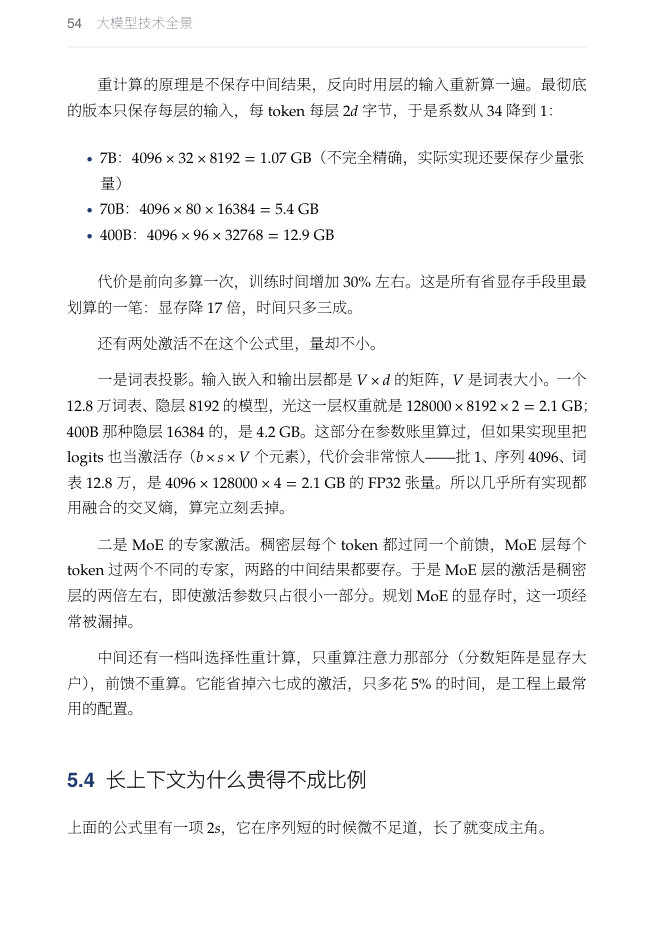 54 大模型技术全景
重计算的原理是不保存中间结果，反向时用层的输入重新算一遍。最彻底
的版本只保存每层的输入，每 token 每层 2d 字节，于是系数从 34 降到 1：
• 7B：4096 × 32 × 8192 = 1.07 GB（不完全精确，实际实现还要保存少量张
量）
• 70B：4096 × 80 × 16384 = 5.4 GB
• 400B：4096 × 96 × 32768 = 12.9 GB
代价是前向多算一次，训练时间增加 30% 左右。这是所有省显存手段里最
划算的一笔：显存降 17 倍，时间只多三成。
还有两处激活不在这个公式里，量却不小。
一是词表投影。输入嵌入和输出层都是 V × d 的矩阵，V 是词表大小。一个
12.8 万词表、隐层 8192 的模型，光这一层权重就是 128000 × 8192 × 2 = 2.1 GB；
400B 那种隐层 16384 的，是 4.2 GB。这部分在参数账里算过，但如果实现里把
logits 也当激活存（b × s × V 个元素），代价会非常惊人——批 1、序列 4096、词
表 12.8 万，是 4096 × 128000 × 4 = 2.1 GB 的 FP32 张量。所以几乎所有实现都
用融合的交叉熵，算完立刻丢掉。
二是 MoE 的专家激活。稠密层每个 token 都过同一个前馈，MoE 层每个
token 过两个不同的专家，两路的中间结果都要存。于是 MoE 层的激活是稠密
层的两倍左右，即使激活参数只占很小一部分。规划 MoE 的显存时，这一项经
常被漏掉。
中间还有一档叫选择性重计算，只重算注意力那部分（分数矩阵是显存大
户），前馈不重算。它能省掉六七成的激活，只多花 5% 的时间，是工程上最常
用的配置。
5.4 长上下文为什么贵得不成比例
上面的公式里有一项 2s，它在序列短的时候微不足道，长了就变成主角。